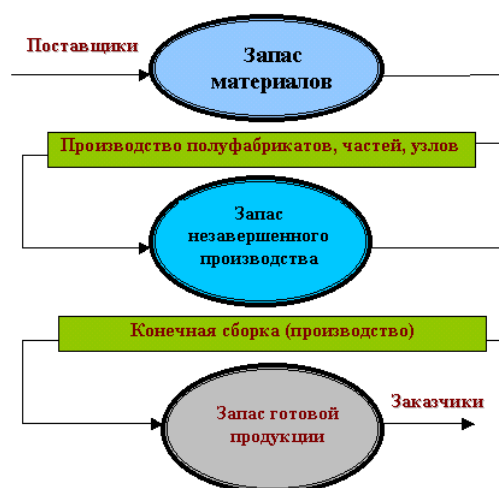 Поставщики
Запас
материалов
Производство полуфабрикатов, частей, узлов
Запас
незавершенного
производства
Конечная сборка (производство)
Запас готовой
продукции
Заказчики